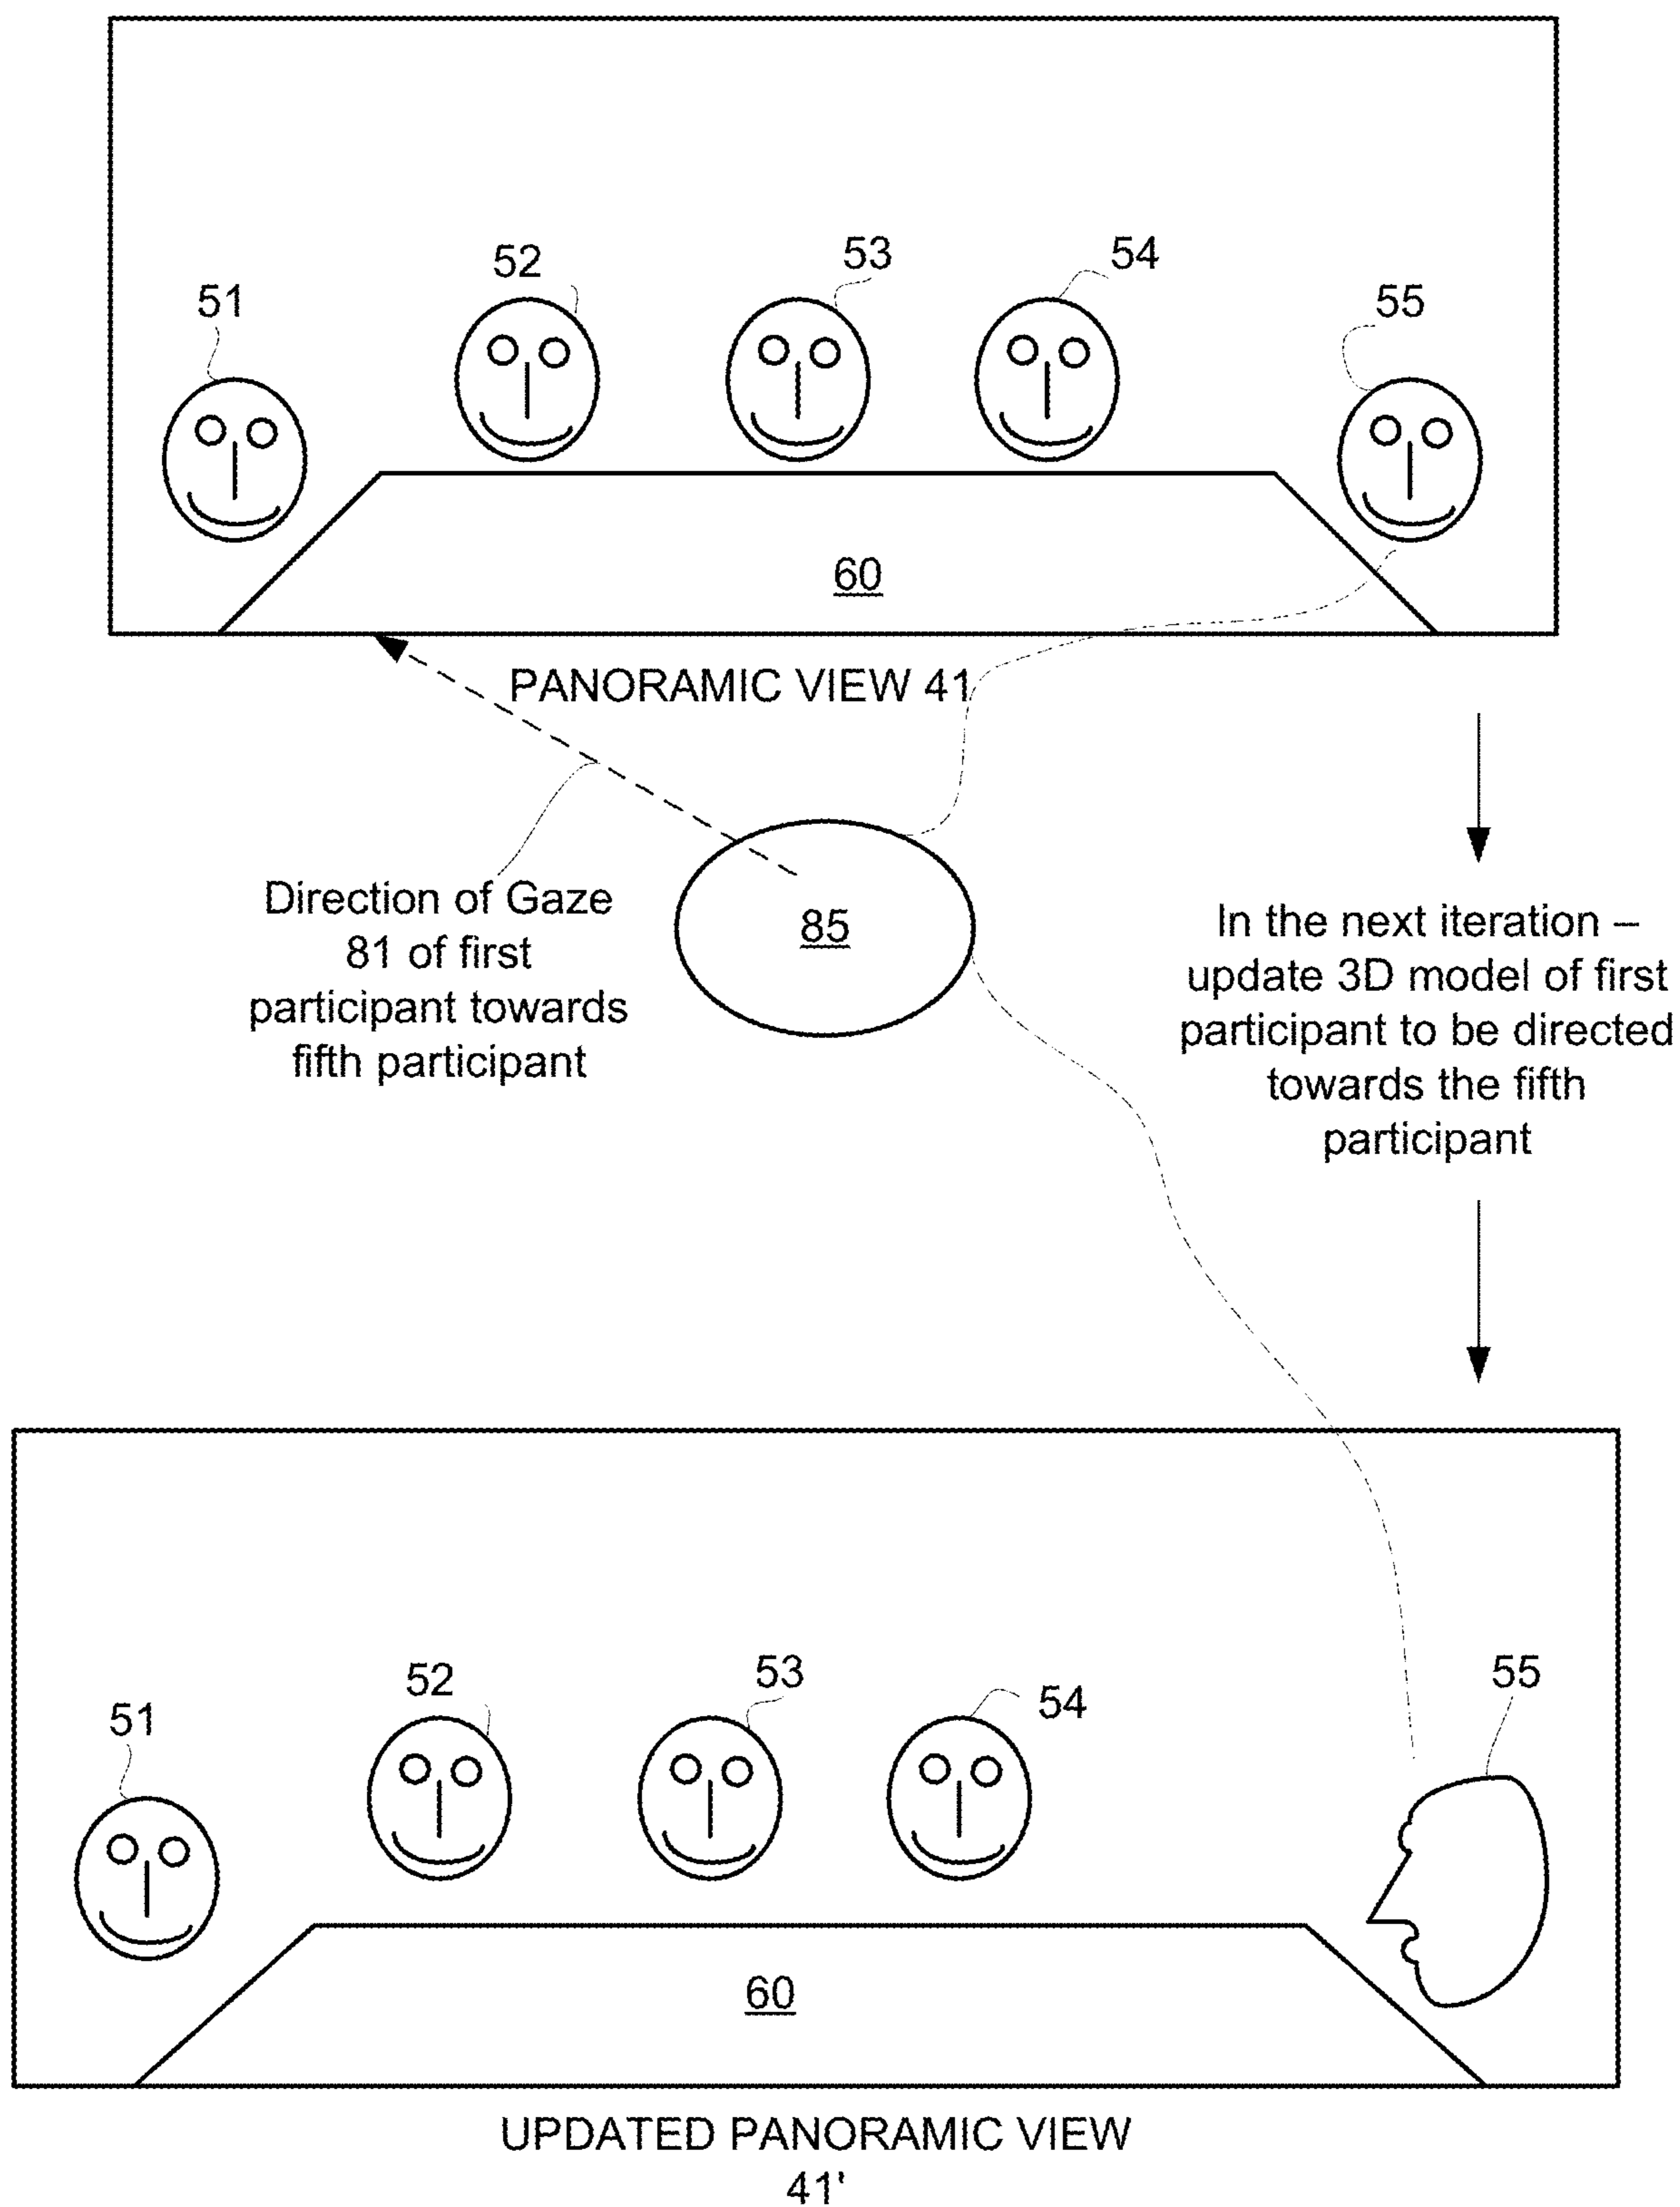 51
52
53
54
55
60
PANORAMIC VIEW 41
Direction of Gaze
81 of first
participant towards
fifth participant
85
In the next iteration –
update 3D model of first
participant to be directed
towards the fifth
participant
51
52
53
54
55
60
UPDATED PANORAMIC VIEW
41'